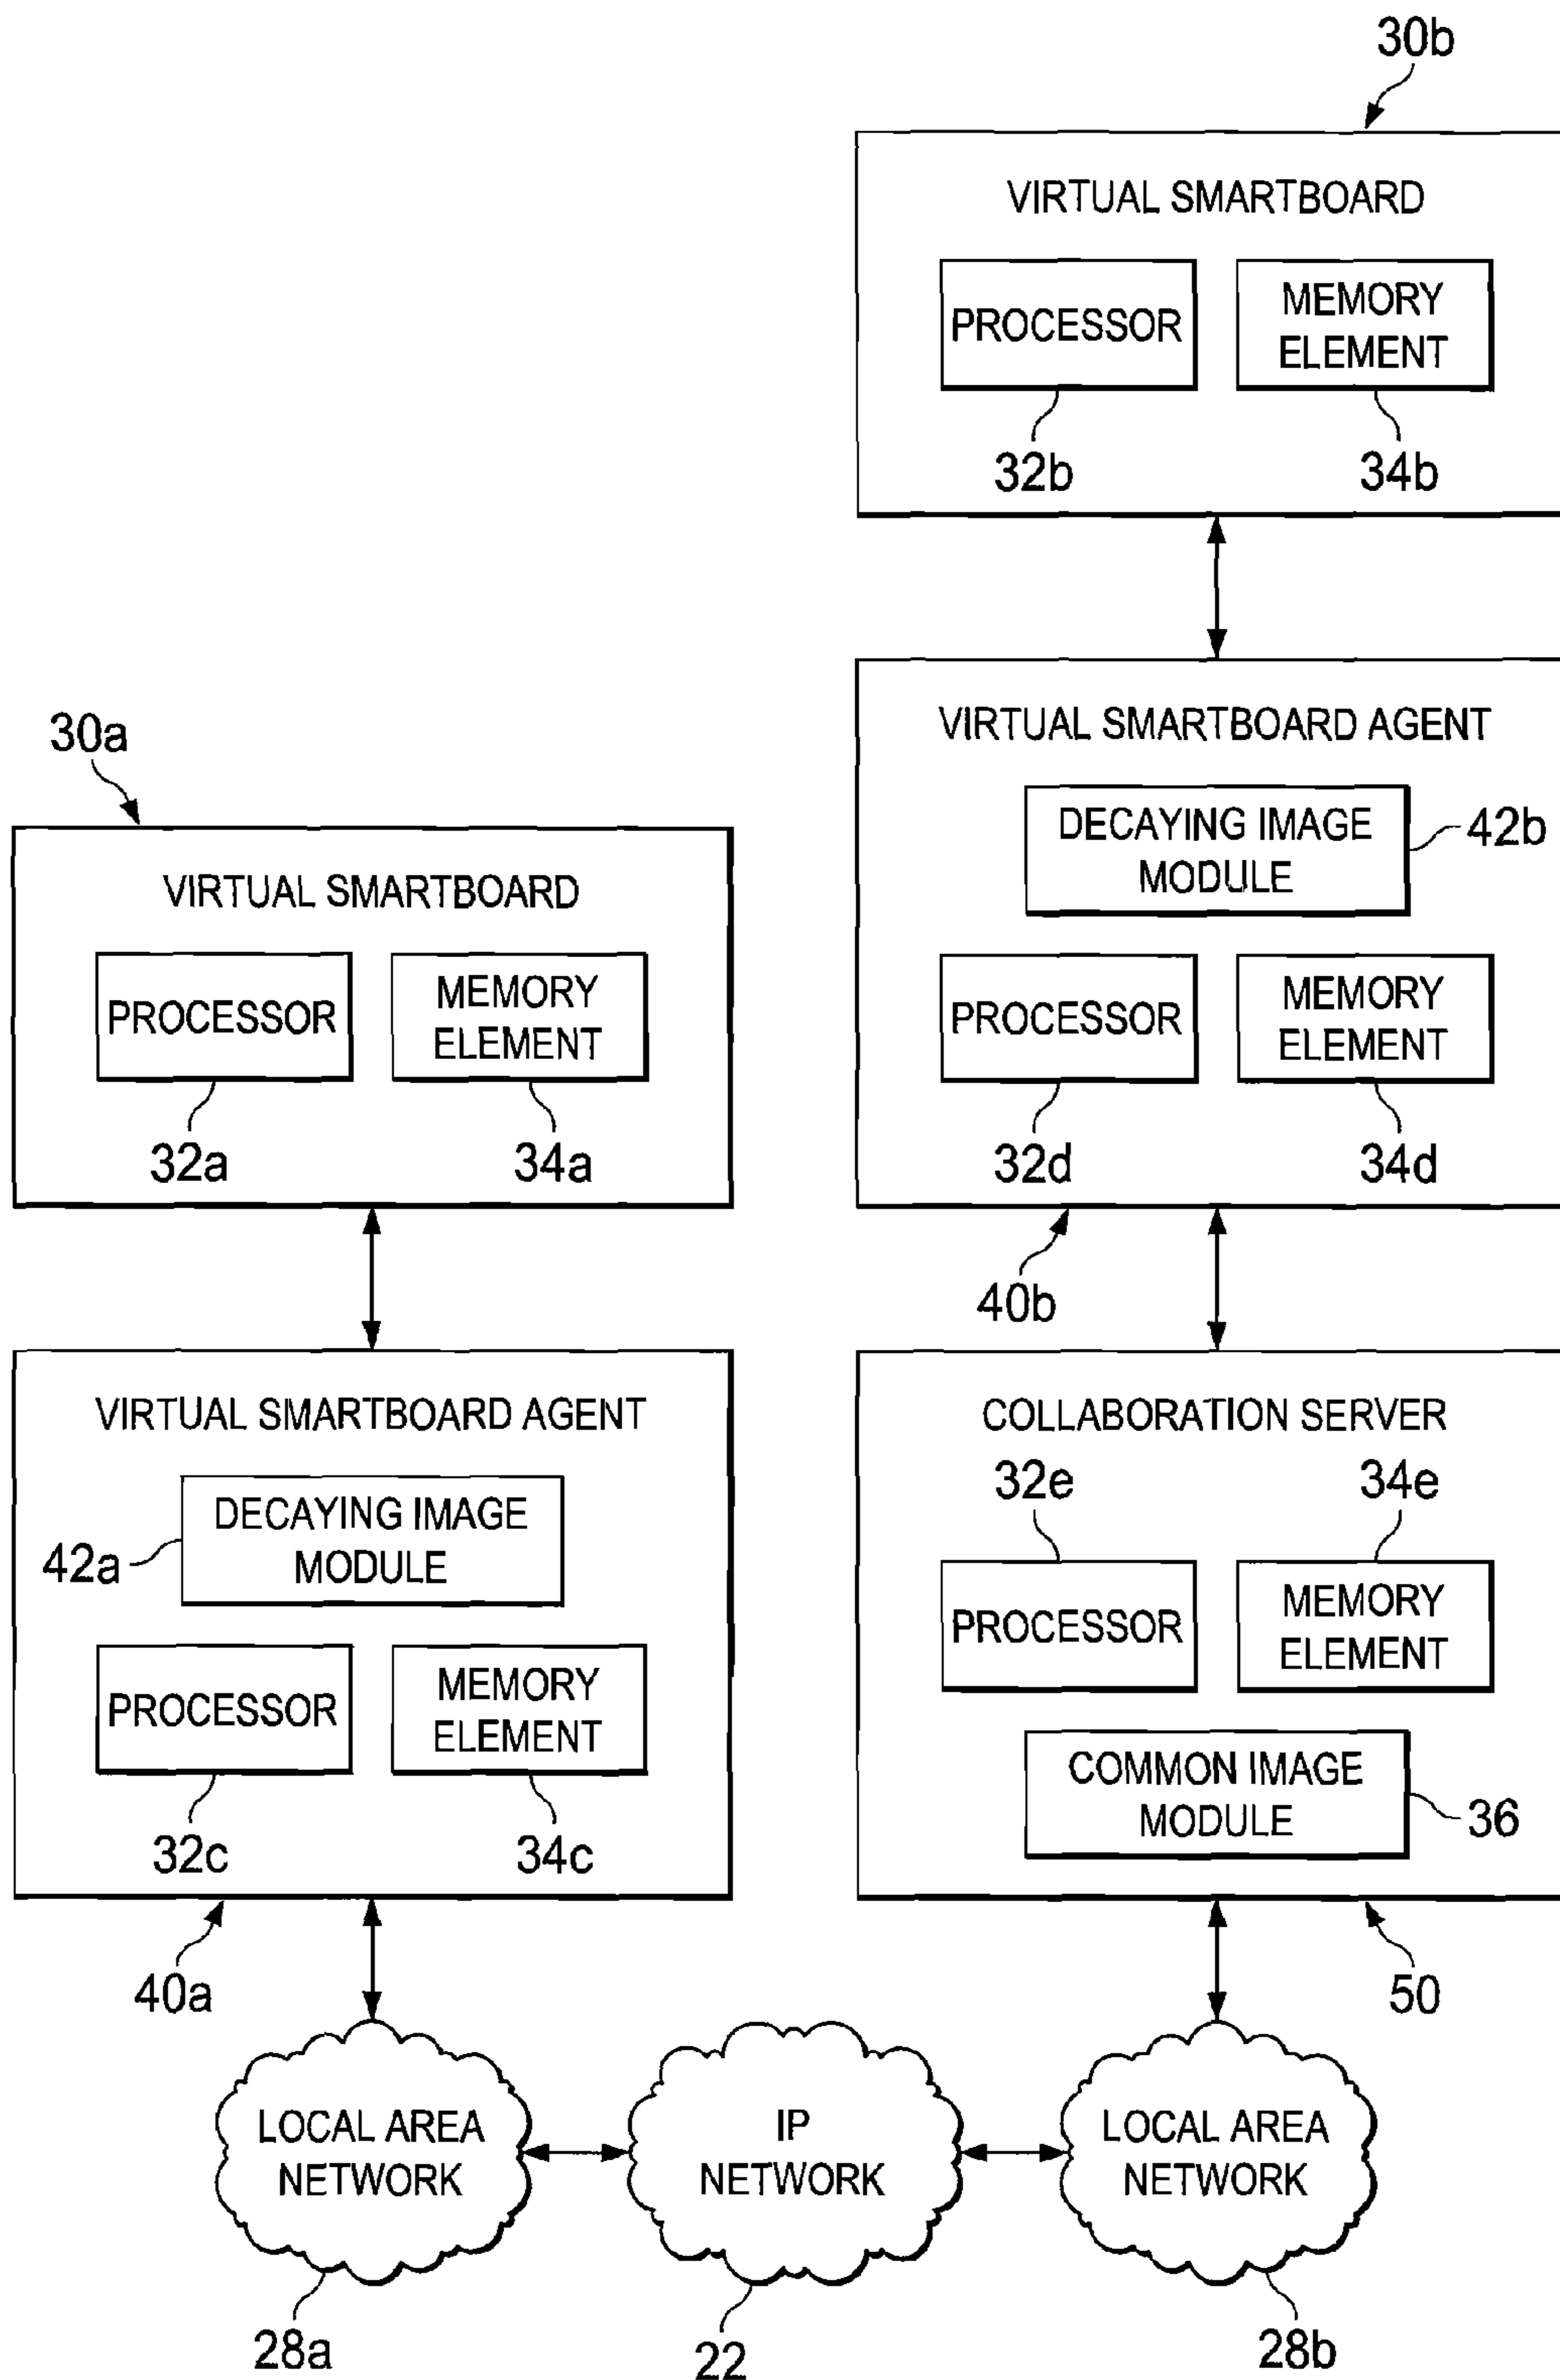 30b
VIRTUAL SMARTBOARD
PROCESSOR
MEMORY
ELEMENT
32b
34b
VIRTUAL SMARTBOARD AGENT
DECAYING IMAGE
MODULE
42b
PROCESSOR
MEMORY
ELEMENT
32d
34d
40b
30a
VIRTUAL SMARTBOARD
PROCESSOR
MEMORY
ELEMENT
32a
34a
VIRTUAL SMARTBOARD AGENT
DECAYING IMAGE
MODULE
42a
PROCESSOR
MEMORY
ELEMENT
32c
34c
40a
COLLABORATION SERVER
32e
34e
PROCESSOR
MEMORY
ELEMENT
COMMON IMAGE
MODULE
36
50
LOCAL AREA
NETWORK
28a
IP
NETWORK
22
LOCAL AREA
NETWORK
28b